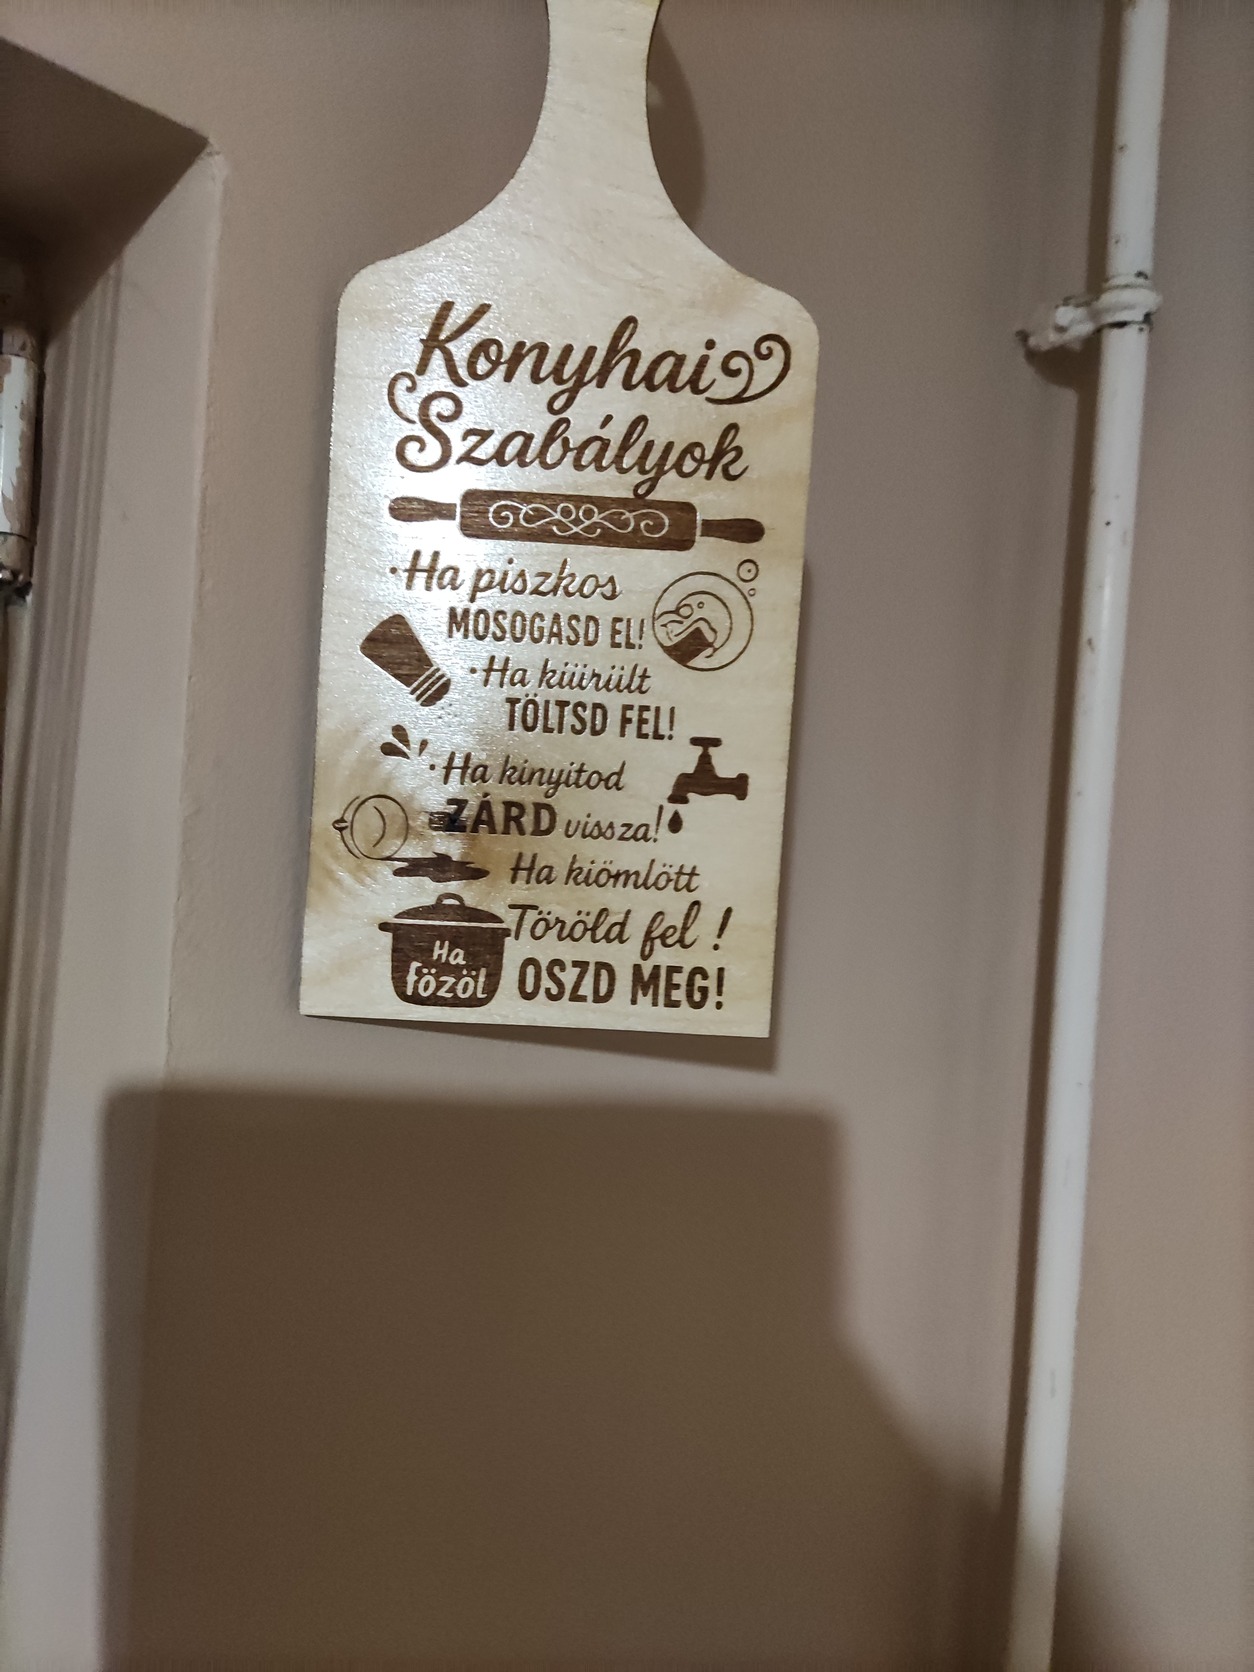 Konyhai
Szabályok
·Ha piszkos
MOSOGASD EL!
·Ha küürült
TÖLTSD FEL!
·Ha kinyitod
ZÁRD vissza!
Ha kiömlött
Töröld fel !
Ha
főzöl OSZD MEG!